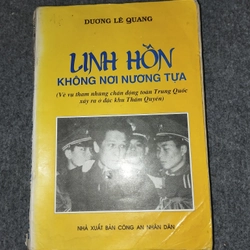 DƯƠNG LÊ QUANG
LINH HỒN
KHÔNG NƠI NƯƠNG TỰA
(Về vụ tham nhũng chấn động toàn Trung Quốc
xảy ra ở đặc khu Thâm Quyến)
NHÀ XUẤT BẢN CÔNG AN NHÂN DÂN